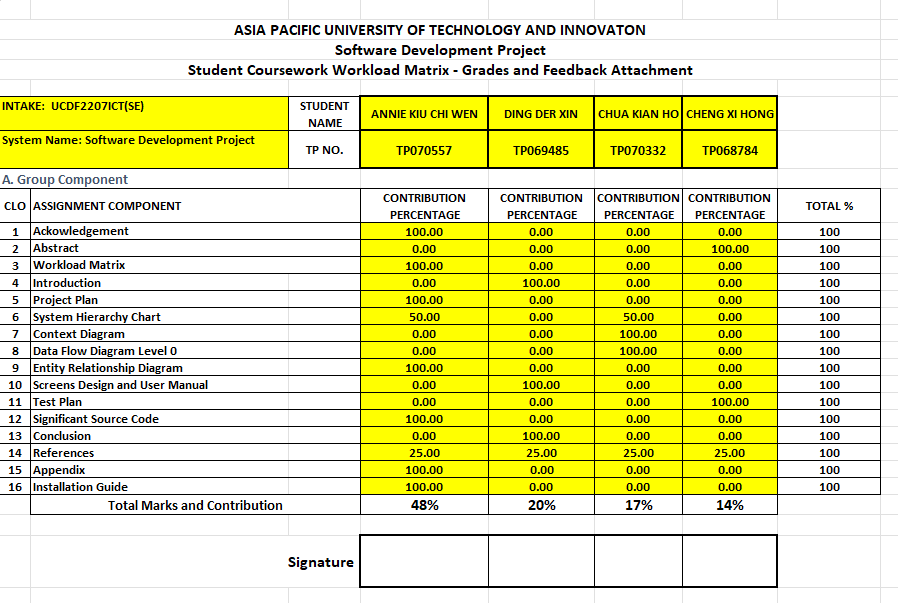 ASIA PACIFIC UNIVERSITY OF TECHNOLOGY AND INNOVATON
Software Development Project
Student Coursework Workload Matrix - Grades and Feedback Attachment
INTAKE: UCDF2207ICT(SE) STUDENT NAME ANNIE KIU CHI WEN DING DER XIN CHUA KIAN HO CHENG XI HONG
System Name: Software Development Project TP NO. TP070557 TP069485 TP070332 TP068784
A. Group Component
CLO ASSIGNMENT COMPONENT CONTRIBUTION PERCENTAGE CONTRIBUTION PERCENTAGE CONTRIBUTION PERCENTAGE CONTRIBUTION PERCENTAGE TOTAL %
1 Ackowledgement 100.00 0.00 0.00 0.00 100
2 Abstract 0.00 0.00 0.00 100.00 100
3 Workload Matrix 100.00 0.00 0.00 0.00 100
4 Introduction 0.00 100.00 0.00 0.00 100
5 Project Plan 100.00 0.00 0.00 0.00 100
6 System Hierarchy Chart 50.00 0.00 50.00 0.00 100
7 Context Diagram 0.00 0.00 100.00 0.00 100
8 Data Flow Diagram Level 0 0.00 0.00 100.00 0.00 100
9 Entity Relationship Diagram 100.00 0.00 0.00 0.00 100
10 Screens Design and User Manual 0.00 100.00 0.00 0.00 100
11 Test Plan 0.00 0.00 0.00 100.00 100
12 Significant Source Code 100.00 0.00 0.00 0.00 100
13 Conclusion 0.00 100.00 0.00 0.00 100
14 References 25.00 25.00 25.00 25.00 100
15 Appendix 100.00 0.00 0.00 0.00 100
16 Installation Guide 100.00 0.00 0.00 0.00 100
Total Marks and Contribution 48% 20% 17% 14%
Signature